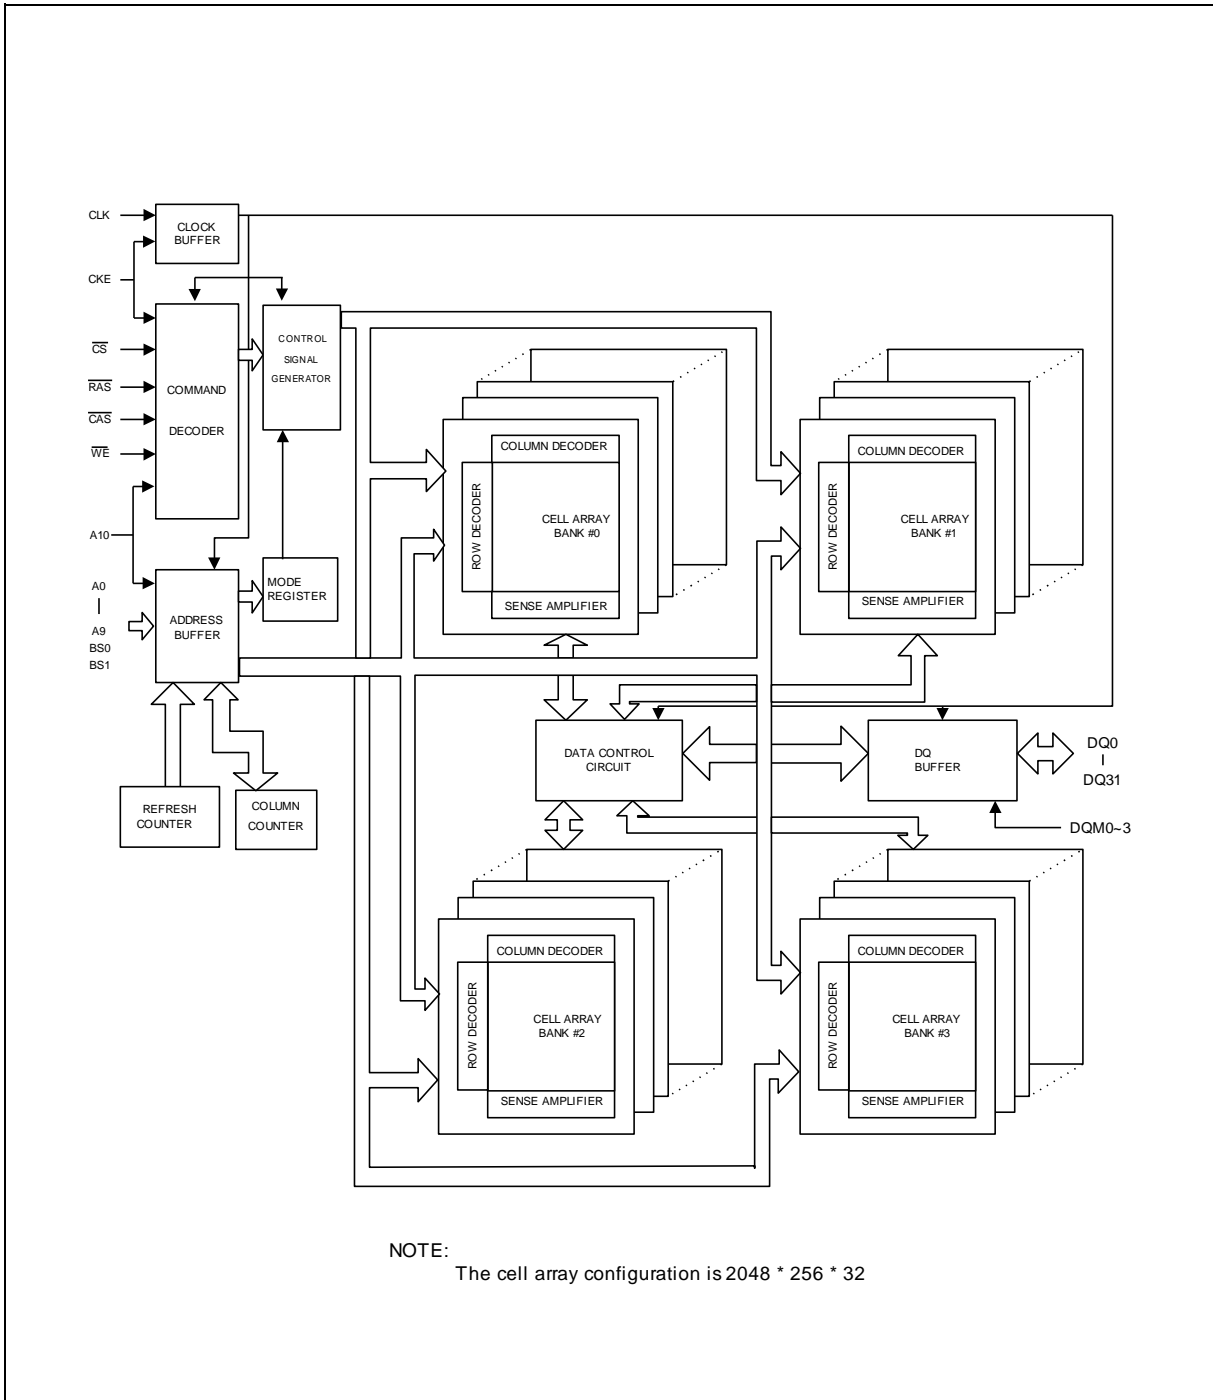 CLK
CLOCK
BUFFER
CKE
CS
RAS
CAS
WE
A10
COMMAND
DECODER
CONTROL
SIGNAL
GENERATOR
A0
A9
BS0
BS1
ADDRESS
BUFFER
MODE
REGISTER
REFRESH
COUNTER
COLUMN
COUNTER
COLUMN DECODER
ROW DECODER
CELL ARRAY
BANK #0
SENSE AMPLIFIER
COLUMN DECODER
ROW DECODER
CELL ARRAY
BANK #1
SENSE AMPLIFIER
DATA CONTROL
CIRCUIT
DQ
BUFFER
DQ0
DQ31
DQM0~3
COLUMN DECODER
ROW DECODER
CELL ARRAY
BANK #2
SENSE AMPLIFIER
COLUMN DECODER
ROW DECODER
CELL ARRAY
BANK #3
SENSE AMPLIFIER
NOTE:
The cell array configuration is 2048 * 256 * 32